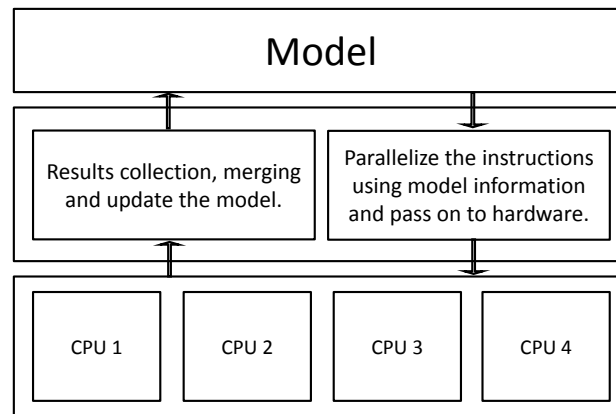 Model
Results collection, merging
and update the model.
Parallelize the instructions
using model information
and pass on to hardware.
CPU 1
CPU 2
CPU 3
CPU 4